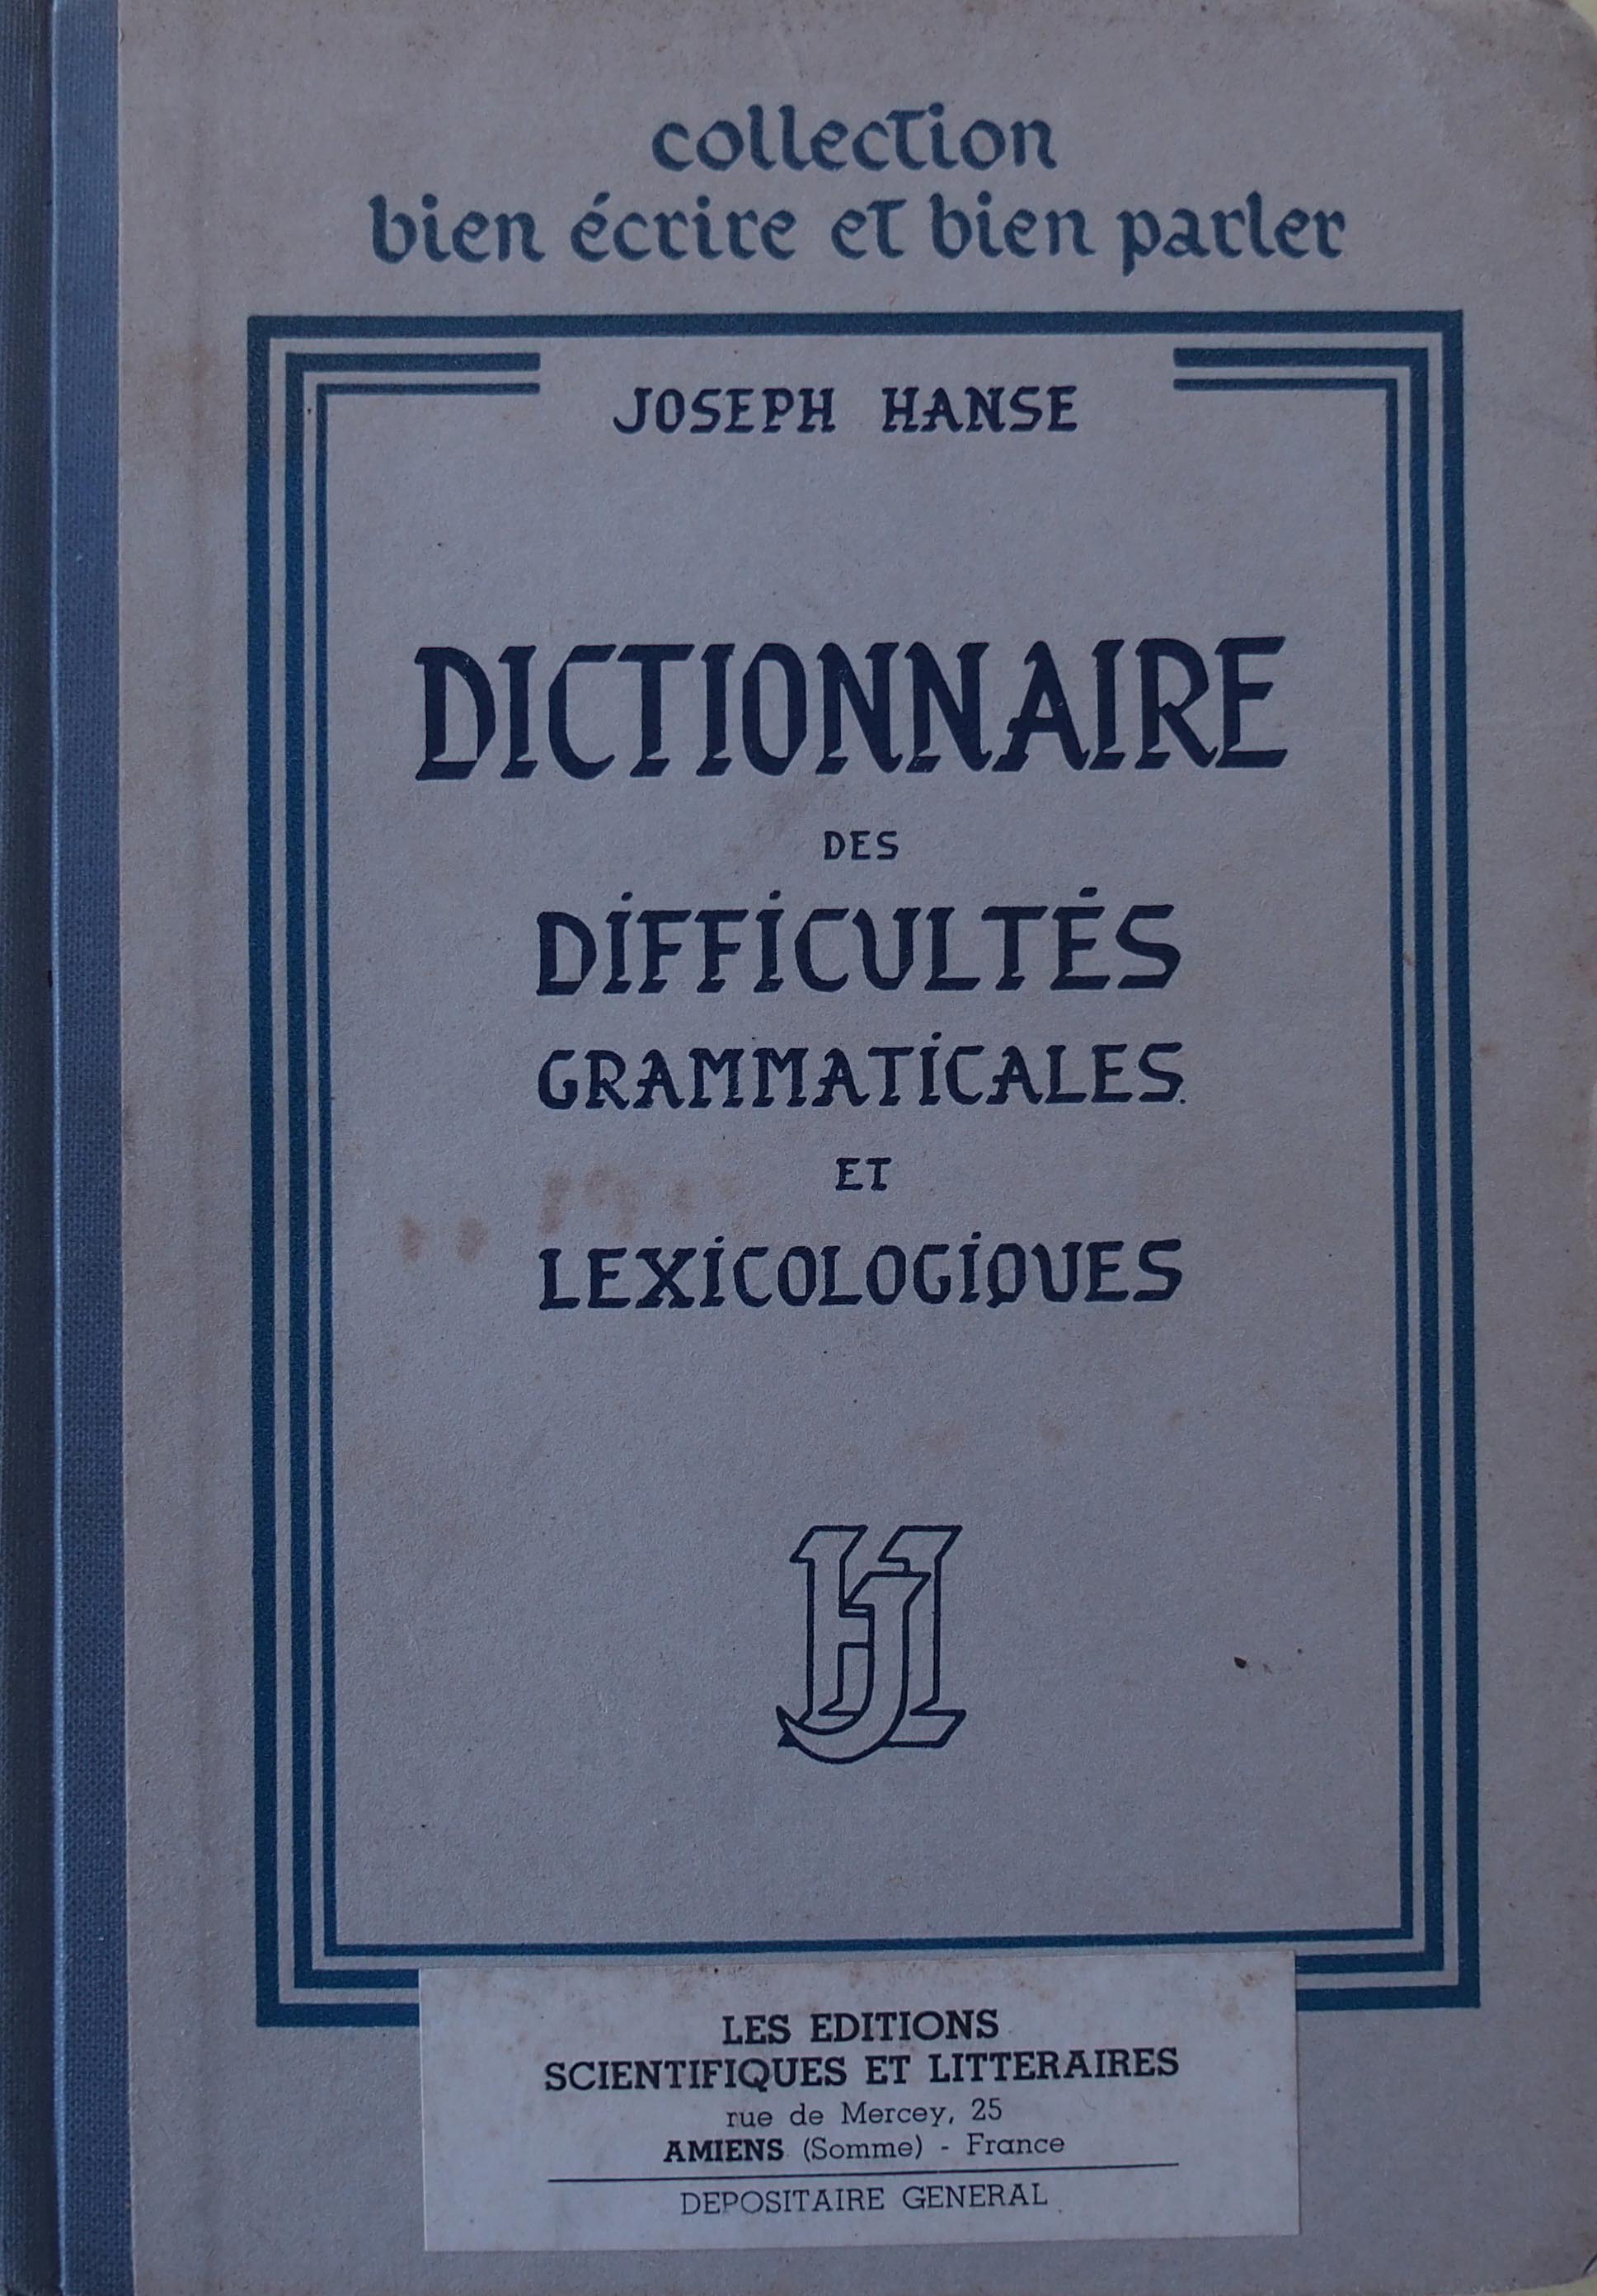 collection
bien écrire et bien parler
JOSEPH HANSE
DICTIONNAIRE
DES
DIFFICULTÉS
GRAMMATICALES
ET
LEXICOLOGIQUES
HJ
LES EDITIONS
SCIENTIFIQUES ET LITTERAIRES
rue de Mercey, 25
AMIENS (Somme) - France
DEPOSITAIRE GENERAL